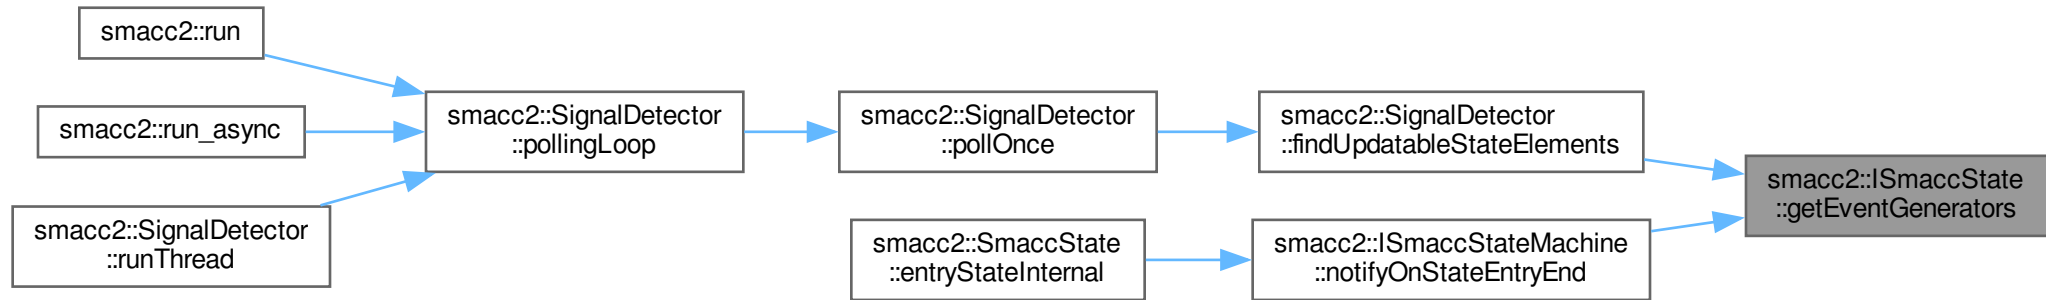 smacc2::run
smacc2::run_async
smacc2::SignalDetector
::runThread
smacc2::SignalDetector
::pollingLoop
smacc2::SignalDetector
::pollOnce
smacc2::SmaccState
::entryStateInternal
smacc2::SignalDetector
::findUpdatableStateElements
smacc2::ISmaccStateMachine
::notifyOnStateEntryEnd
smacc2::ISmaccState
::getEventGenerators